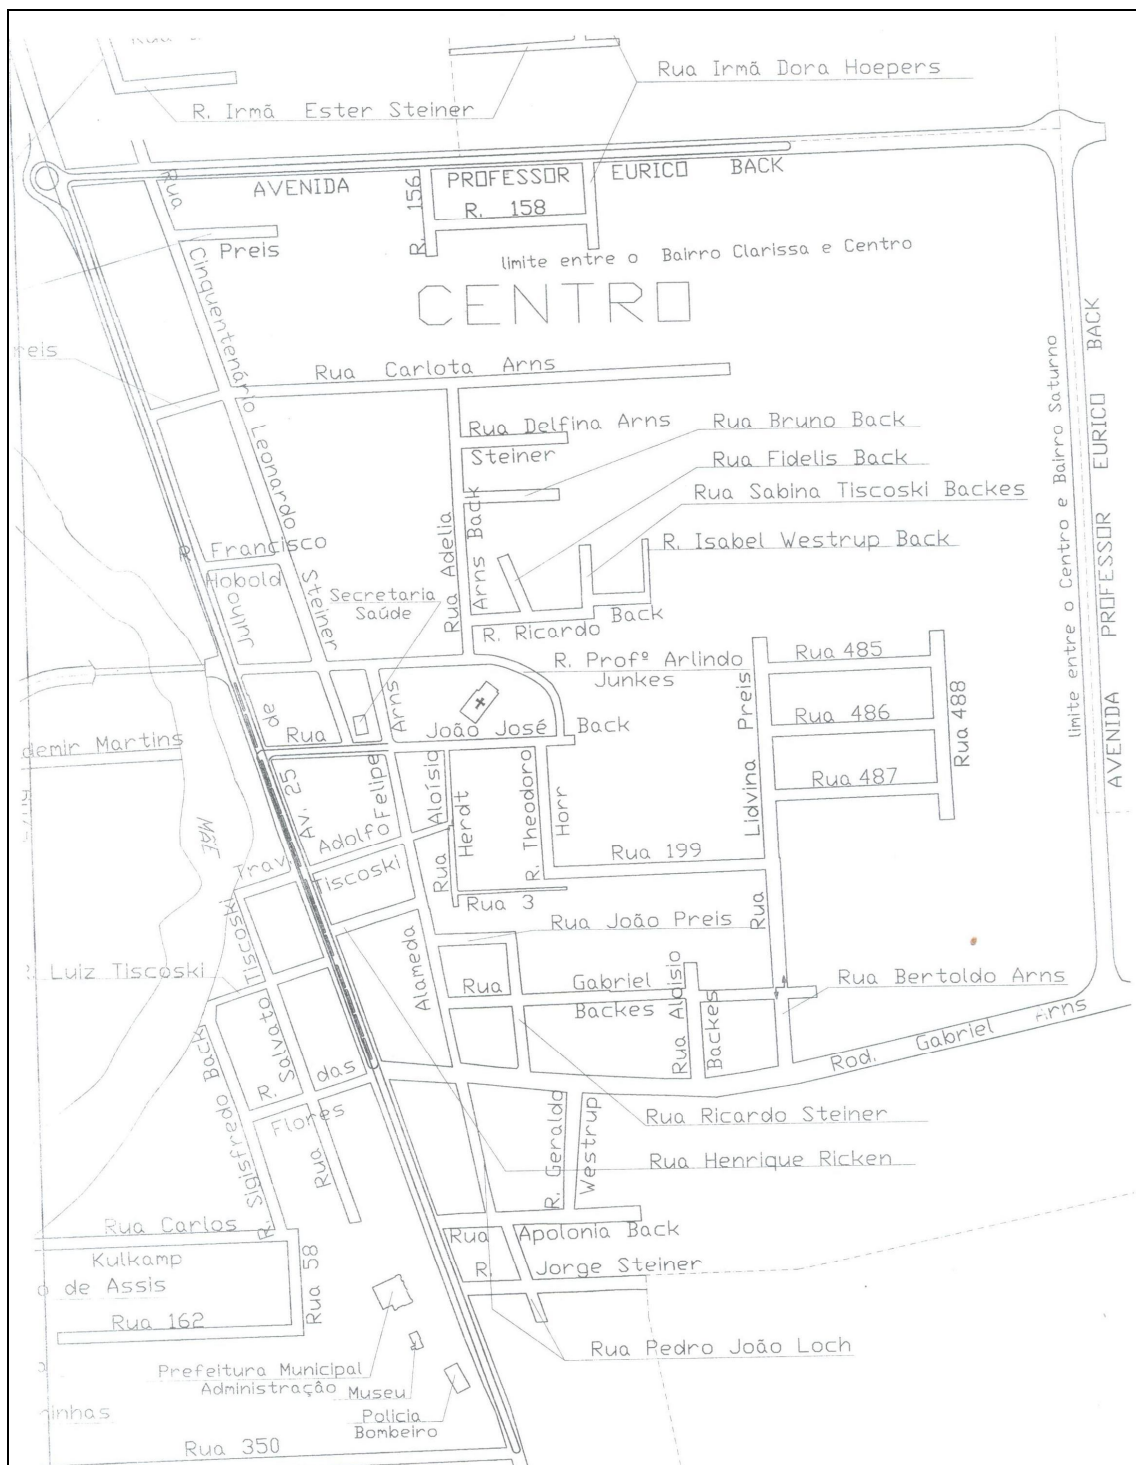 Rua Irmã Dora Hoepers
R. Irmã Ester Steiner
AVENIDA PROFESSOR EURICO BACK
R. 156
R. 158
Rua Cinquentenário Leonardo Steiner
Preis
limite entre o Bairro Clarissa e Centro
CENTRO
reis
Rua Carlota Arns
Rua Delfina Arns
Steiner
Rua Bruno Back
Rua Fidelis Back
Rua Sabina Tiscoski Backes
R. Isabel Westrup Back
Rua Adelia
Arns Back
R. Francisco
Hobold
Secretaria
Saúde
R. Ricardo Back
R. Profº Arlindo
Junkes
limite entre o Centro e Bairro Saturno
AVENIDA PROFESSOR EURICO BACK
Rua 485
Rua 486
Rua 487
Rua 488
Rua Lidvina Preis
Rua João José Back
demir Martins
Av. 25 de Junho
MÃE
Adolfo Felipe Arns
Rua Aloísio
Herdt
R. Theodoro
Horr
Rua 199
Trav. Tiscoski
Rua 3
Alameda
Rua João Preis
Luiz Tiscoski
Rua Gabriel
Backes
Rua Aloisio
Backes
Rua Bertoldo Arns
Rod. Gabriel Arns
R. Salvato Tiscoski
R. Sigisfredo Back
Rua das
Flores
Rua Ricardo Steiner
Rua Henrique Ricken
R. Geraldo
Westrup
Rua Apolonia Back
R. Jorge Steiner
Rua Pedro João Loch
Rua Carlos
Kulkamp
de Assis
Rua 58
Rua 162
Prefeitura Municipal
Administração
Museu
Policia
Bombeiro
inhas
Rua 350